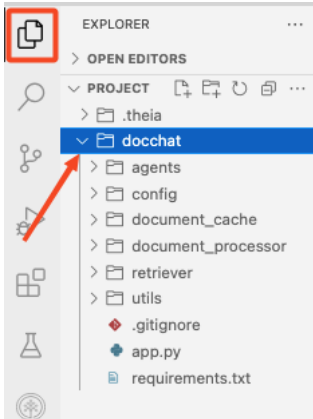 EXPLORER
OPEN EDITORS
PROJECT
.theia
docchat
agents
config
document_cache
document_processor
retriever
utils
.gitignore
app.py
requirements.txt